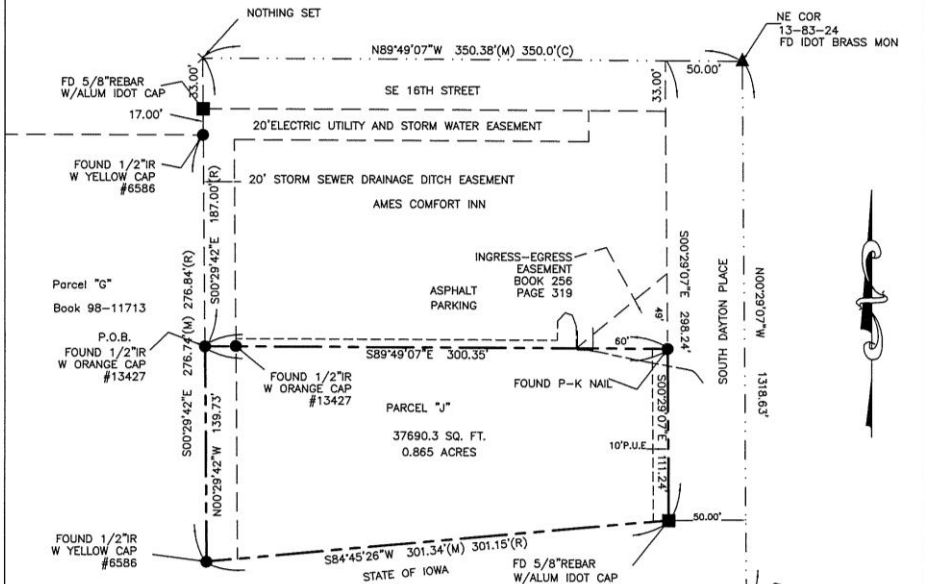 NOTHING SET
NE COR
13-83-24
FD IDOT BRASS MON
N89°49'07"W 350.38'(M) 350.0'(C)
50.00'
33.00'
33.00'
FD 5/8"REBAR
W/ALUM IDOT CAP
SE 16TH STREET
17.00'
20'ELECTRIC UTILITY AND STORM WATER EASEMENT
FOUND 1/2"IR
W YELLOW CAP
#6586
20' STORM SEWER DRAINAGE DITCH EASEMENT
AMES COMFORT INN
S00°29'42"E 187.00'(R)
S00°29'42"E 276.74'(M) 276.84'(R)
INGRESS-EGRESS
EASEMENT
BOOK 256
PAGE 319
S00°29'07"E 298.24'
SOUTH DAYTON PLACE
N00°29'07"W 1318.63'
Parcel "G"
Book 98-11713
ASPHALT
PARKING
49'
P.O.B.
FOUND 1/2"IR
W ORANGE CAP
#13427
60'
S89°49'07"E 300.35'
FOUND 1/2"IR
W ORANGE CAP
#13427
FOUND P-K NAIL
PARCEL "J"
37690.3 SQ. FT.
0.865 ACRES
N00°29'42"W 139.73'
S00°29'07"E 111.24'
10'P.U.E.
50.00'
FOUND 1/2"IR
W YELLOW CAP
#6586
S84°45'26"W 301.34'(M) 301.15'(R)
STATE OF IOWA
FD 5/8"REBAR
W/ALUM IDOT CAP